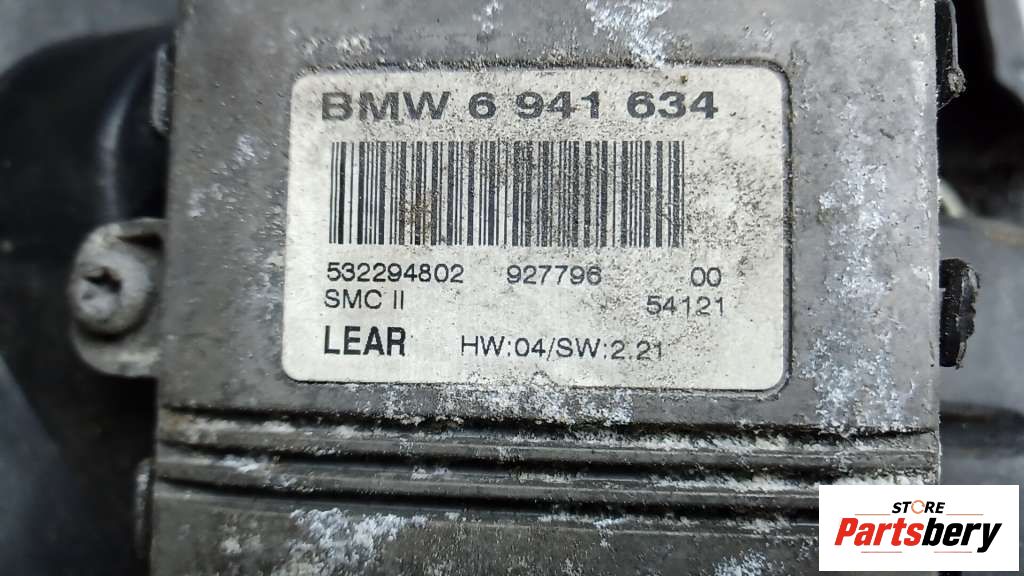 BMW 6 941 634
532294802 927796 00
SMC II 54121
LEAR HW:04/SW:2.21
STORE
Partsbery